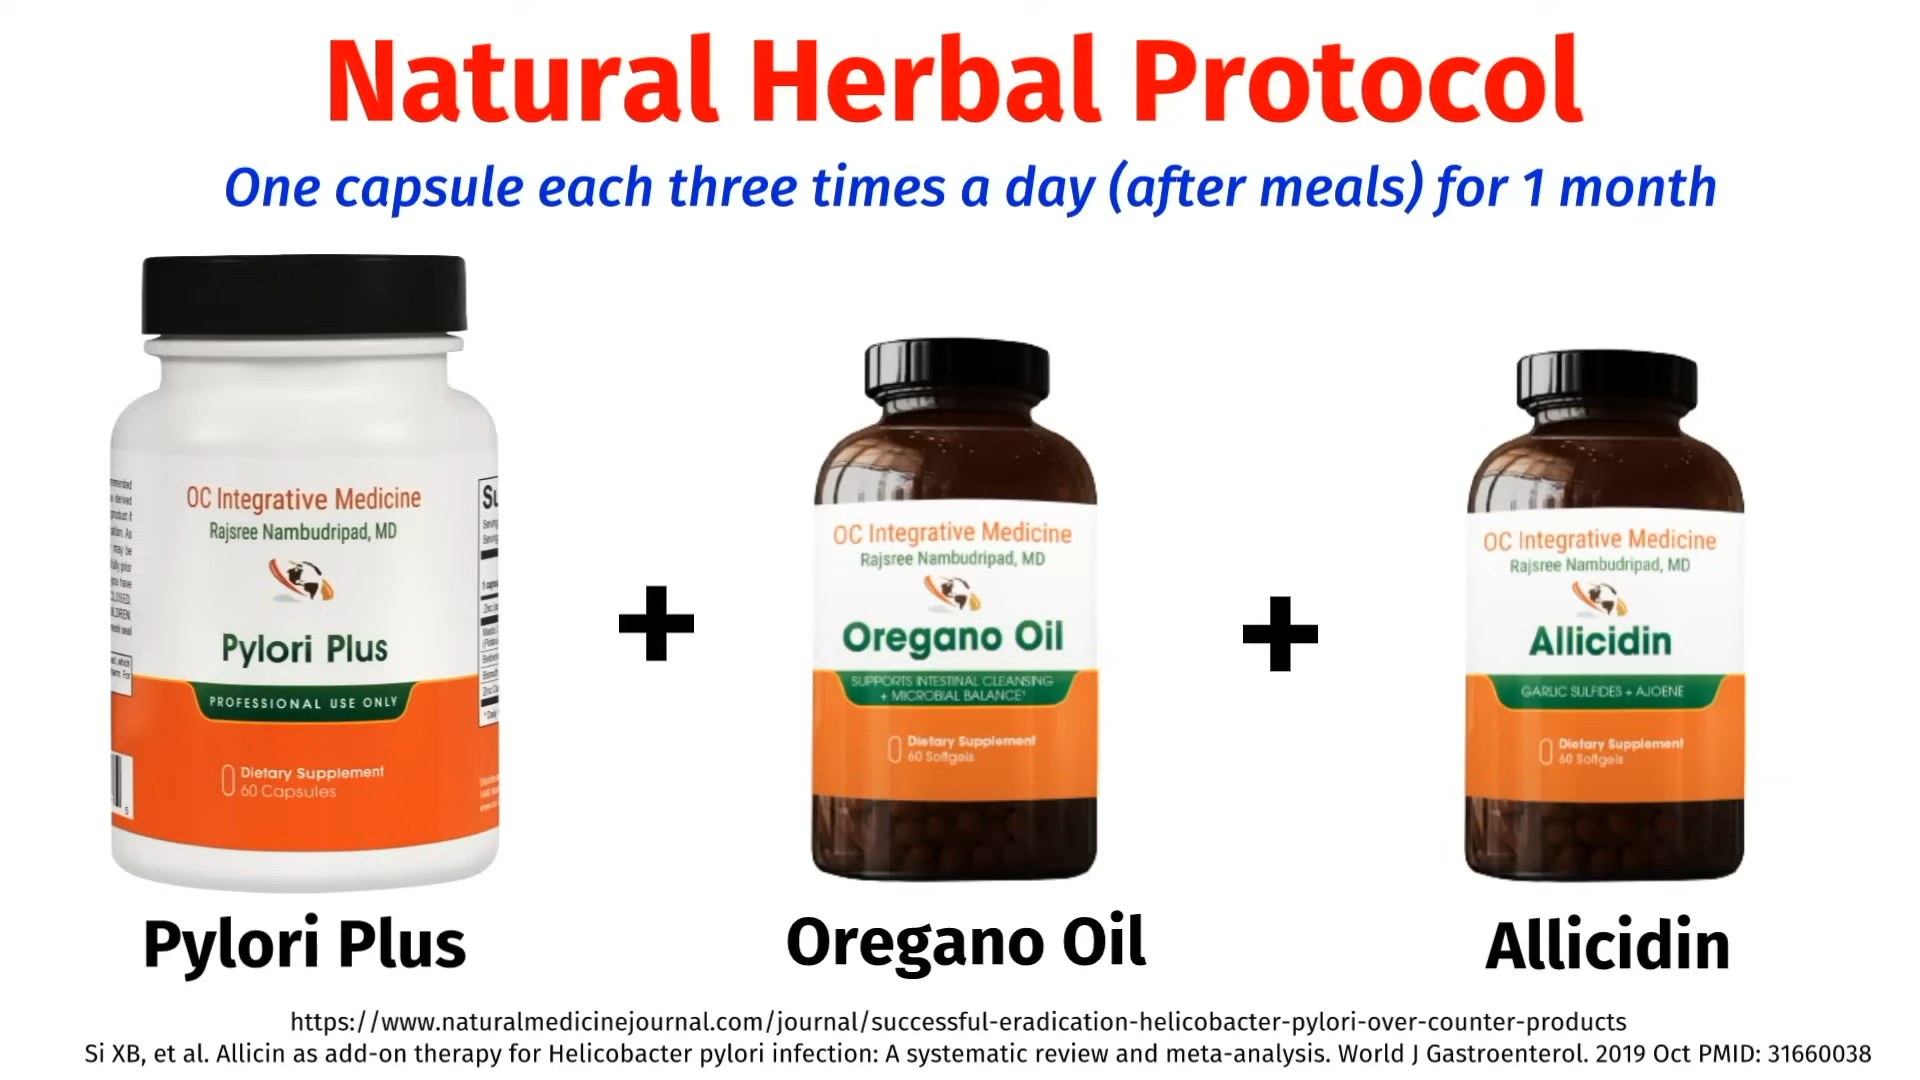 Natural Herbal Protocol
One capsule each three times a day (after meals) for 1 month
OC Integrative Medicine
Rajsree Nambudripad, MD
Pylori Plus
PROFESSIONAL USE ONLY
Dietary Supplement
60 Capsules
OC Integrative Medicine
Rajsree Nambudripad, MD
Oregano Oil
SUPPORTS INTESTINAL CLEANSING
+ MICROBIAL BALANCE†
Dietary Supplement
60 Softgels
OC Integrative Medicine
Rajsree Nambudripad, MD
Allicidin
GARLIC SULFIDES + AJOENE
Dietary Supplement
60 Softgels
Pylori Plus
Oregano Oil
Allicidin
https://www.naturalmedicinejournal.com/journal/successful-eradication-helicobacter-pylori-over-counter-products
Si XB, et al. Allicin as add-on therapy for Helicobacter pylori infection: A systematic review and meta-analysis. World J Gastroenterol. 2019 Oct PMID: 31660038